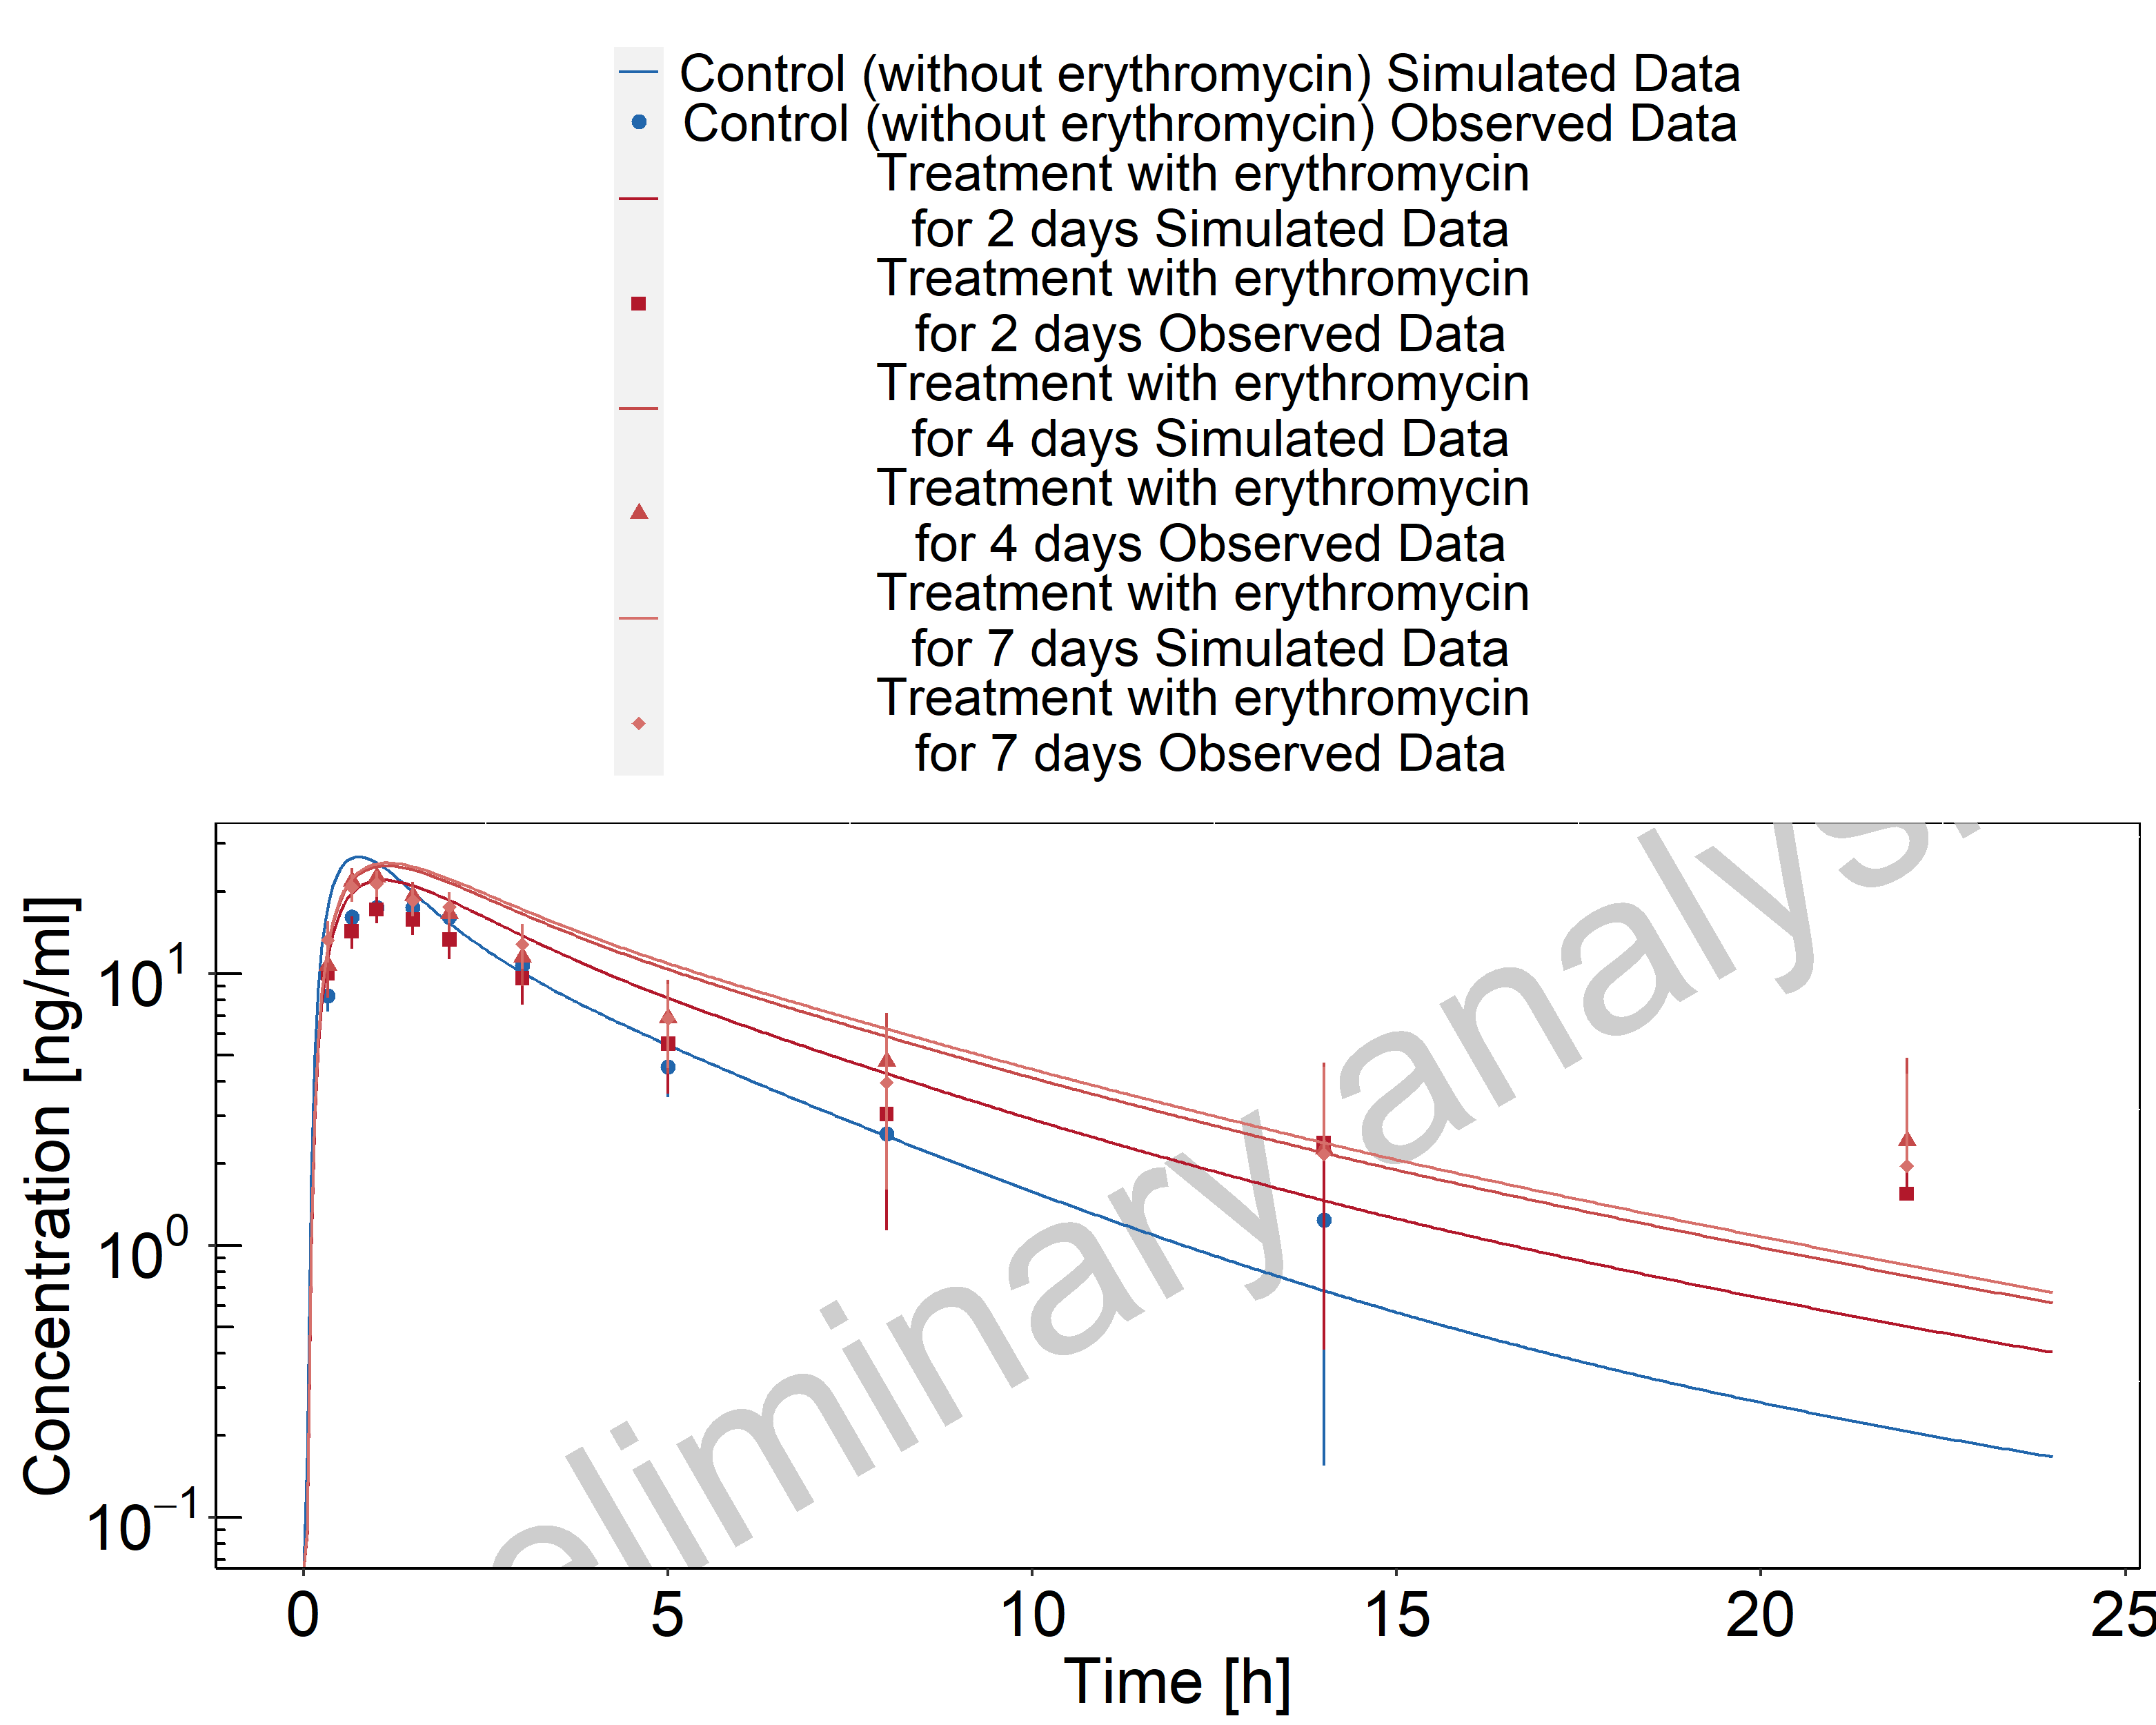 Control (without erythromycin) Simulated Data
Control (without erythromycin) Observed Data
Treatment with erythromycin
for 2 days Simulated Data
Treatment with erythromycin
for 2 days Observed Data
Treatment with erythromycin
for 4 days Simulated Data
Treatment with erythromycin
for 4 days Observed Data
Treatment with erythromycin
for 7 days Simulated Data
Treatment with erythromycin
for 7 days Observed Data
eliminary analys
Concentration [ng/ml]
10¹
10⁰
10⁻¹
0 5 10 15 20 25
Time [h]